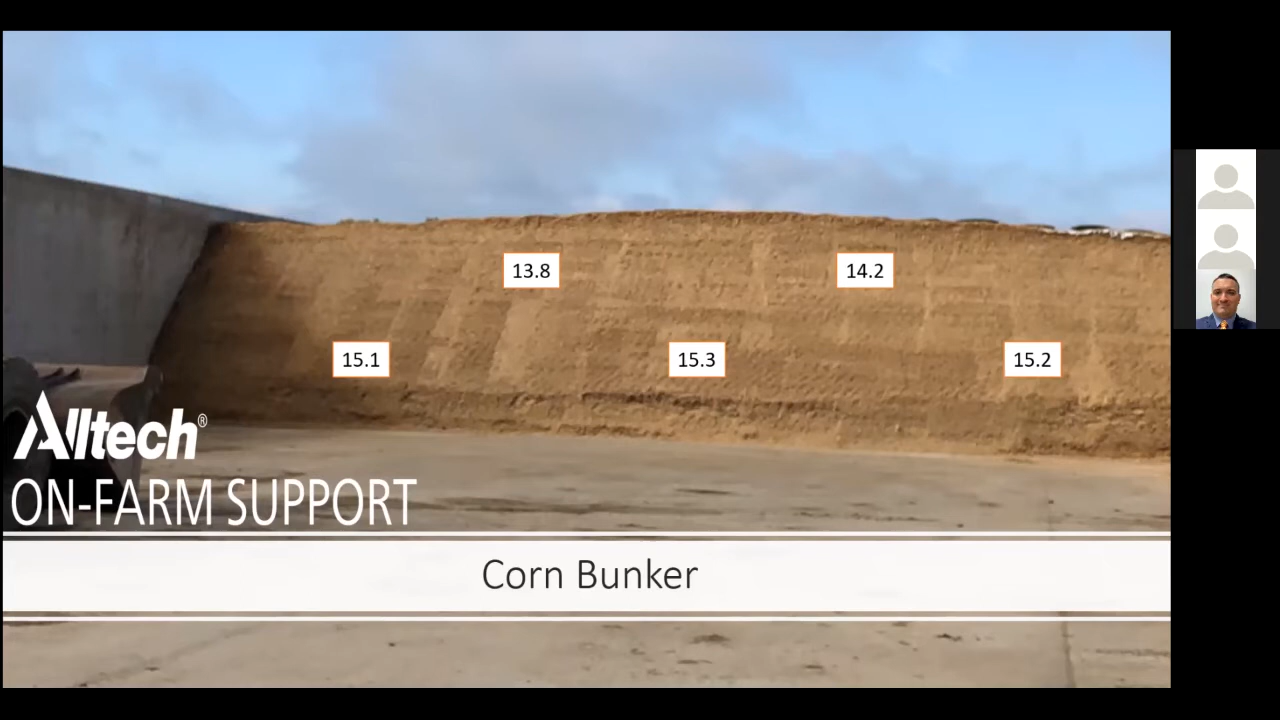 13.8
14.2
15.1
15.3
15.2
Alltech®
ON-FARM SUPPORT
Corn Bunker